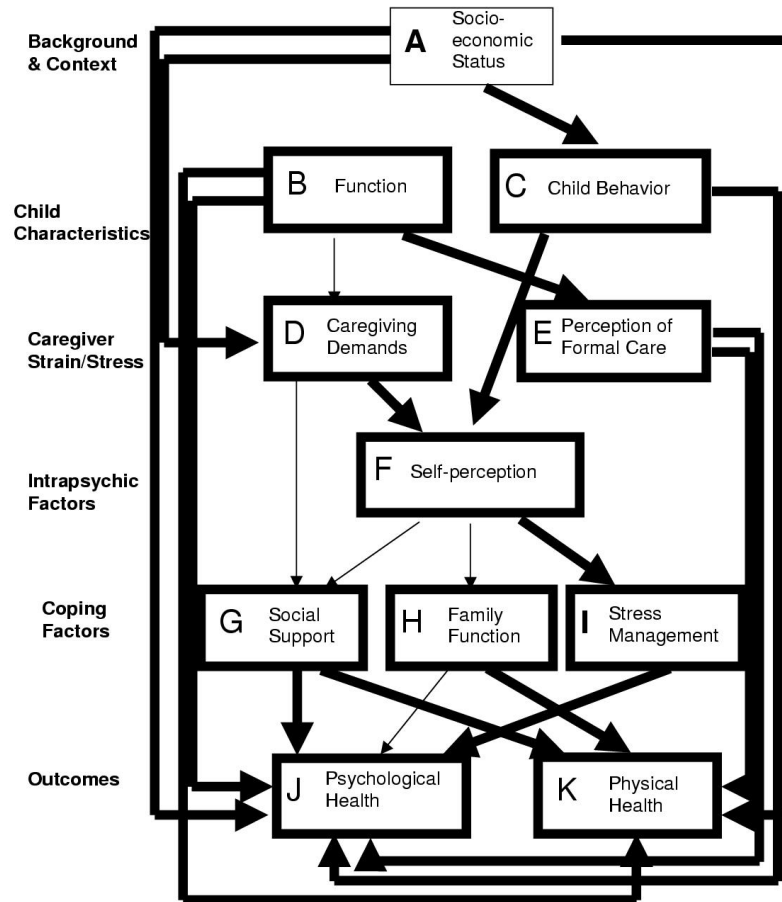 Background
& Context
A Socio-
economic
Status
B Function
C Child Behavior
Child
Characteristics
Caregiver
Strain/Stress
D Caregiving
Demands
E Perception of
Formal Care
Intrapsychic
Factors
F Self-perception
Coping
Factors
G Social
Support
H Family
Function
I Stress
Management
Outcomes
J Psychological
Health
K Physical
Health